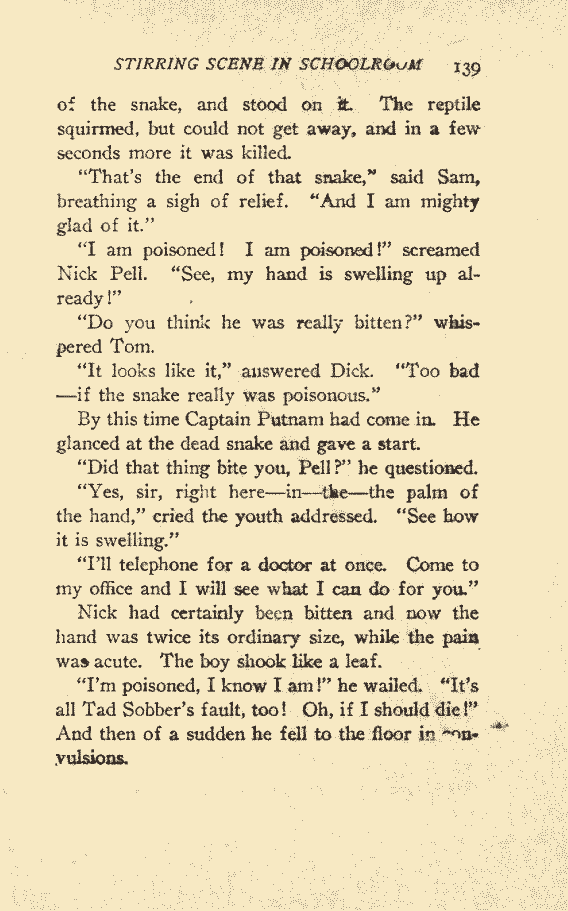 STIRRING SCENE IN SCHOOLROOM 139
of the snake, and stood on it. The reptile
squirmed, but could not get away, and in a few
seconds more it was killed.
"That's the end of that snake," said Sam,
breathing a sigh of relief. "And I am mighty
glad of it."
"I am poisoned! I am poisoned!" screamed
Nick Pell. "See, my hand is swelling up al-
ready!"
"Do you think he was really bitten?" whis-
pered Tom.
"It looks like it," answered Dick. "Too bad
—if the snake really was poisonous."
By this time Captain Putnam had come in. He
glanced at the dead snake and gave a start.
"Did that thing bite you, Pell?" he questioned.
"Yes, sir, right here—in—the—the palm of
the hand," cried the youth addressed. "See how
it is swelling."
"I'll telephone for a doctor at once. Come to
my office and I will see what I can do for you."
Nick had certainly been bitten and now the
hand was twice its ordinary size, while the pain
was acute. The boy shook like a leaf.
"I'm poisoned, I know I am!" he wailed. "It's
all Tad Sobber's fault, too! Oh, if I should die!"
And then of a sudden he fell to the floor in con-
vulsions.